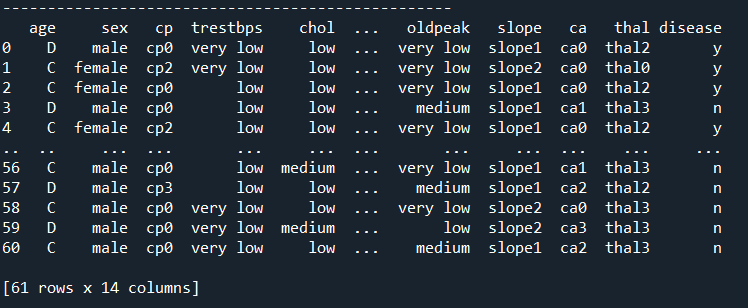 --------------------------------------------------
age sex cp trestbps chol ... oldpeak slope ca thal disease
0 D male cp0 very low low ... very low slope1 ca0 thal2 y
1 C female cp2 very low low ... very low slope2 ca0 thal0 y
2 C female cp0 low low ... very low slope1 ca0 thal2 y
3 D male cp0 low low ... medium slope1 ca1 thal3 n
4 C female cp2 low low ... very low slope1 ca0 thal2 y
.. .. ... ... ... ... ... ... ... ... ... ...
56 C male cp0 low medium ... very low slope1 ca1 thal3 n
57 D male cp3 low low ... medium slope1 ca2 thal2 n
58 C male cp0 very low low ... very low slope2 ca0 thal3 n
59 D male cp0 very low medium ... low slope2 ca3 thal3 n
60 C male cp0 very low low ... medium slope1 ca2 thal3 n
[61 rows x 14 columns]